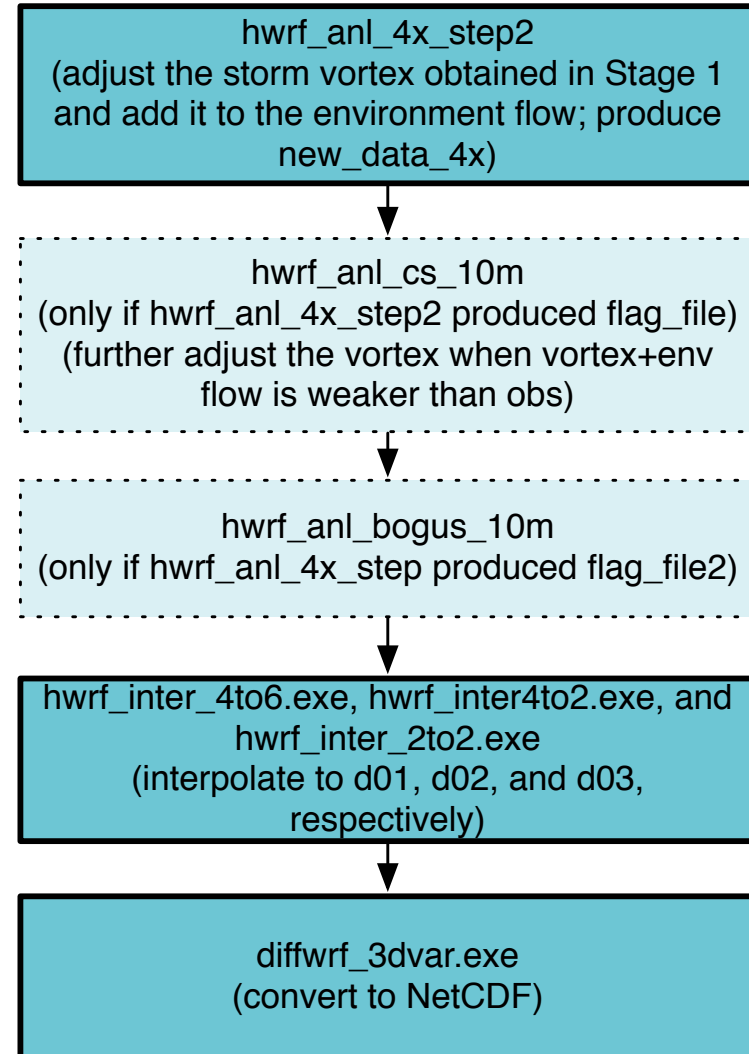 hwrf_anl_4x_step2
(adjust the storm vortex obtained in Stage 1
and add it to the environment flow; produce
new_data_4x)
hwrf_anl_cs_10m
(only if hwrf_anl_4x_step2 produced flag_file)
(further adjust the vortex when vortex+env
flow is weaker than obs)
hwrf_anl_bogus_10m
(only if hwrf_anl_4x_step produced flag_file2)
hwrf_inter_4to6.exe, hwrf_inter4to2.exe, and
hwrf_inter_2to2.exe
(interpolate to d01, d02, and d03,
respectively)
diffwrf_3dvar.exe
(convert to NetCDF)